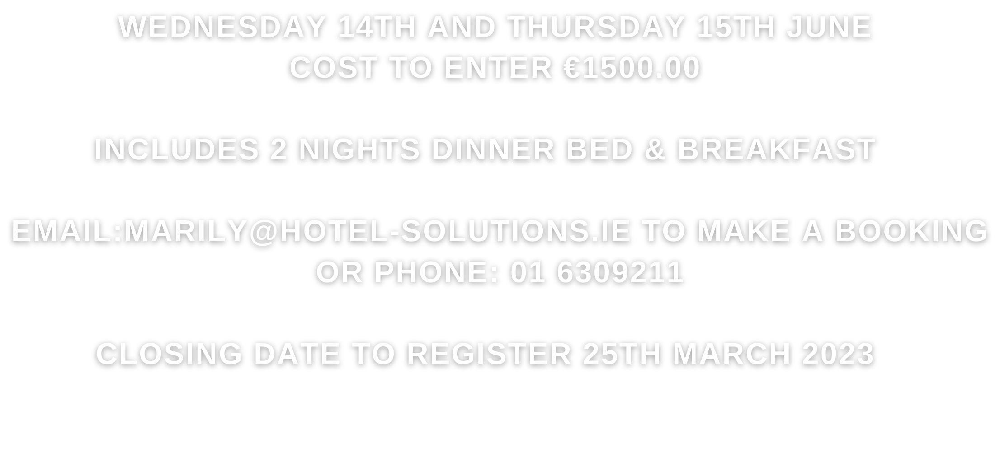 WEDNESDAY 14TH AND THURSDAY 15TH JUNE
COST TO ENTER €1500.00
INCLUDES 2 NIGHTS DINNER BED & BREAKFAST
EMAIL:MARILY@HOTEL-SOLUTIONS.IE TO MAKE A BOOKING
OR PHONE: 01 6309211
CLOSING DATE TO REGISTER 25TH MARCH 2023